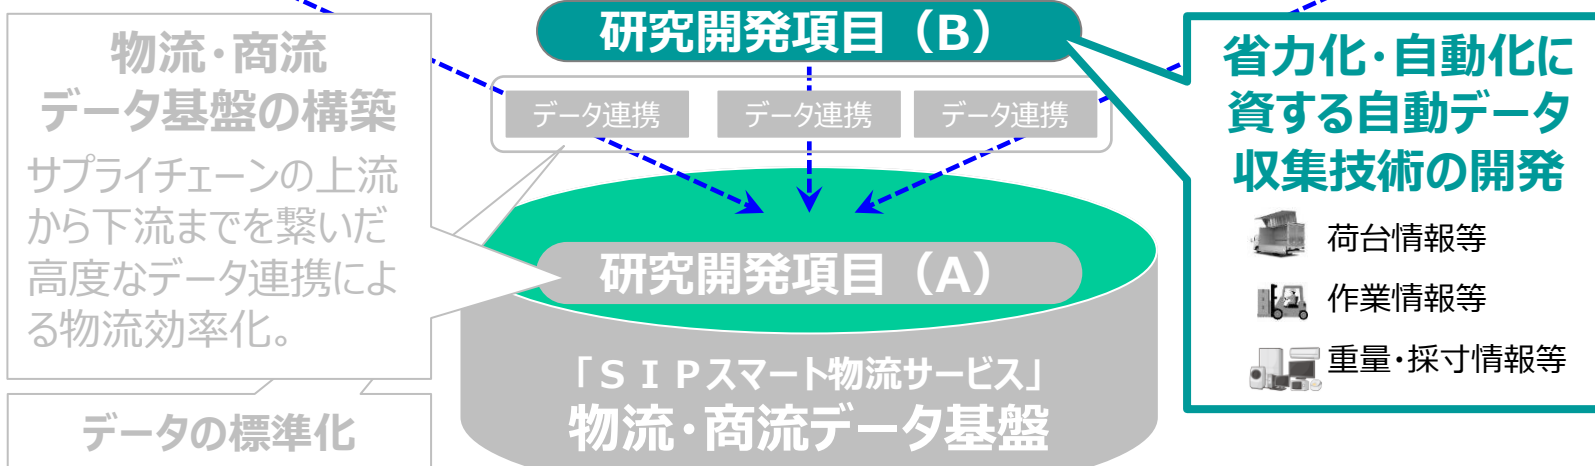 物流・商流
データ基盤の構築
サプライチェーンの上流
から下流までを繋いだ
高度なデータ連携によ
る物流効率化。
データの標準化
研究開発項目（B）
データ連携
データ連携
データ連携
研究開発項目（A）
「ＳＩＰスマート物流サービス」
物流・商流データ基盤
省力化・自動化に
資する自動データ
収集技術の開発
荷台情報等
作業情報等
重量・採寸情報等